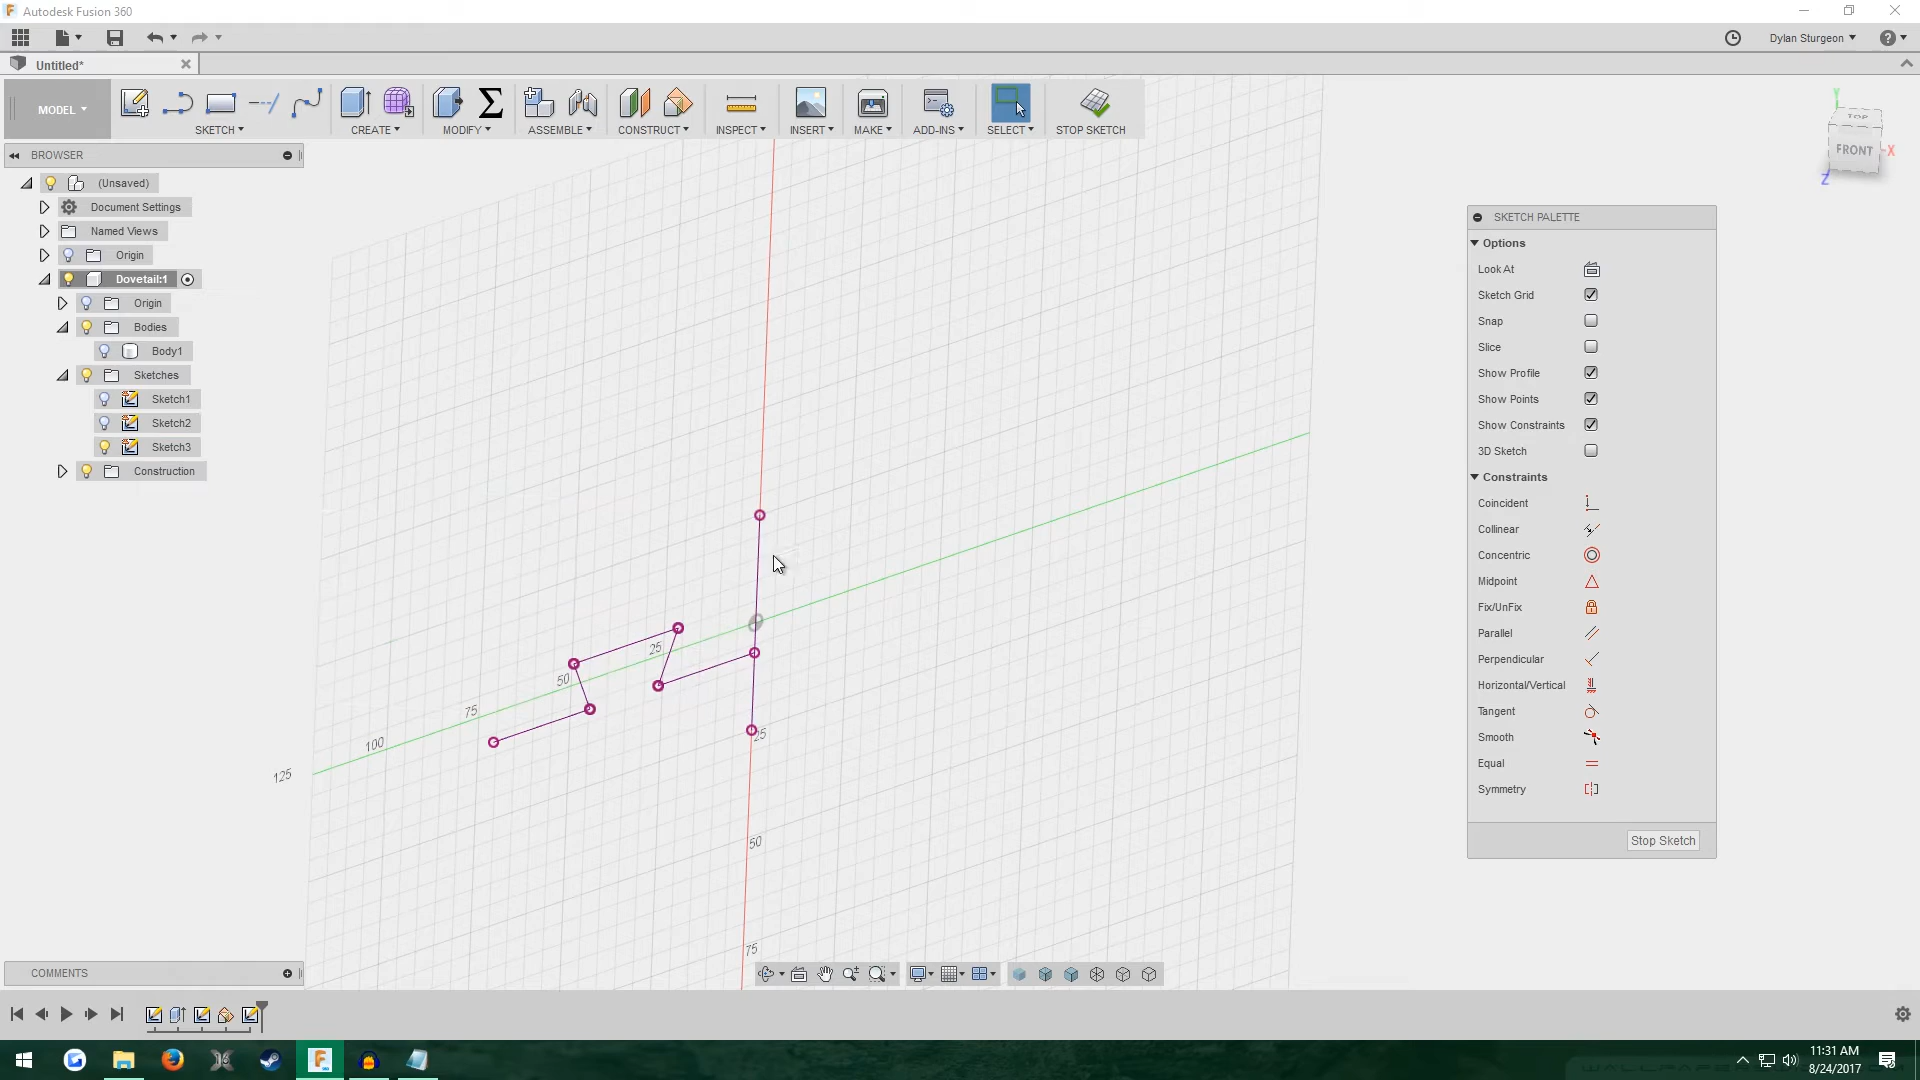 Autodesk Fusion 360
Dylan Sturgeon
Untitled*
MODEL
SKETCH
CREATE
MODIFY
ASSEMBLE
CONSTRUCT
INSPECT
INSERT
MAKE
ADD-INS
SELECT
STOP SKETCH
Y
TOP
FRONT
X
Z
BROWSER
(Unsaved)
Document Settings
Named Views
Origin
Dovetail:1
Origin
Bodies
Body1
Sketches
Sketch1
Sketch2
Sketch3
Construction
SKETCH PALETTE
Options
Look At
Sketch Grid
Snap
Slice
Show Profile
Show Points
Show Constraints
3D Sketch
Constraints
Coincident
Collinear
Concentric
Midpoint
Fix/UnFix
Parallel
Perpendicular
Horizontal/Vertical
Tangent
Smooth
Equal
Symmetry
Stop Sketch
25
50
75
100
125
25
50
75
COMMENTS
11:31 AM
8/24/2017